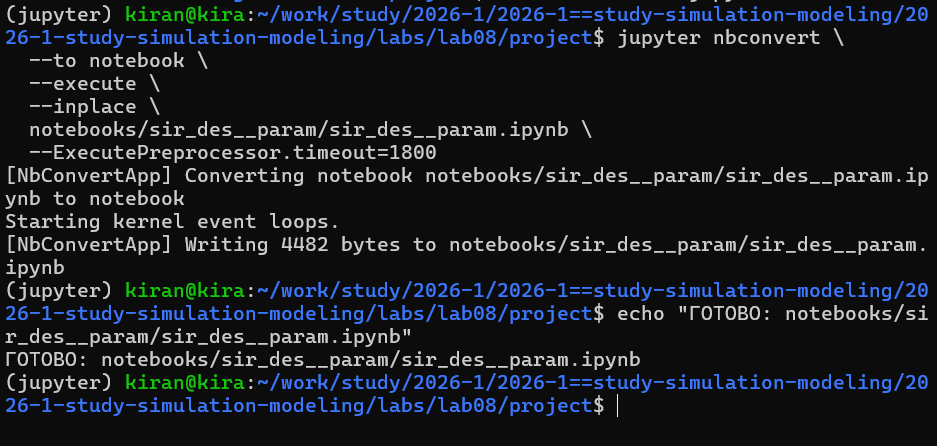 (jupyter) kiran@kira:~/work/study/2026-1/2026-1==study-simulation-modeling/20
26-1-study-simulation-modeling/labs/lab08/project$ jupyter nbconvert \
  --to notebook \
  --execute \
  --inplace \
  notebooks/sir_des__param/sir_des__param.ipynb \
  --ExecutePreprocessor.timeout=1800
[NbConvertApp] Converting notebook notebooks/sir_des__param/sir_des__param.ip
ynb to notebook
Starting kernel event loops.
[NbConvertApp] Writing 4482 bytes to notebooks/sir_des__param/sir_des__param.
ipynb
(jupyter) kiran@kira:~/work/study/2026-1/2026-1==study-simulation-modeling/20
26-1-study-simulation-modeling/labs/lab08/project$ echo "ГОТОВО: notebooks/si
r_des__param/sir_des__param.ipynb"
ГОТОВО: notebooks/sir_des__param/sir_des__param.ipynb
(jupyter) kiran@kira:~/work/study/2026-1/2026-1==study-simulation-modeling/20
26-1-study-simulation-modeling/labs/lab08/project$